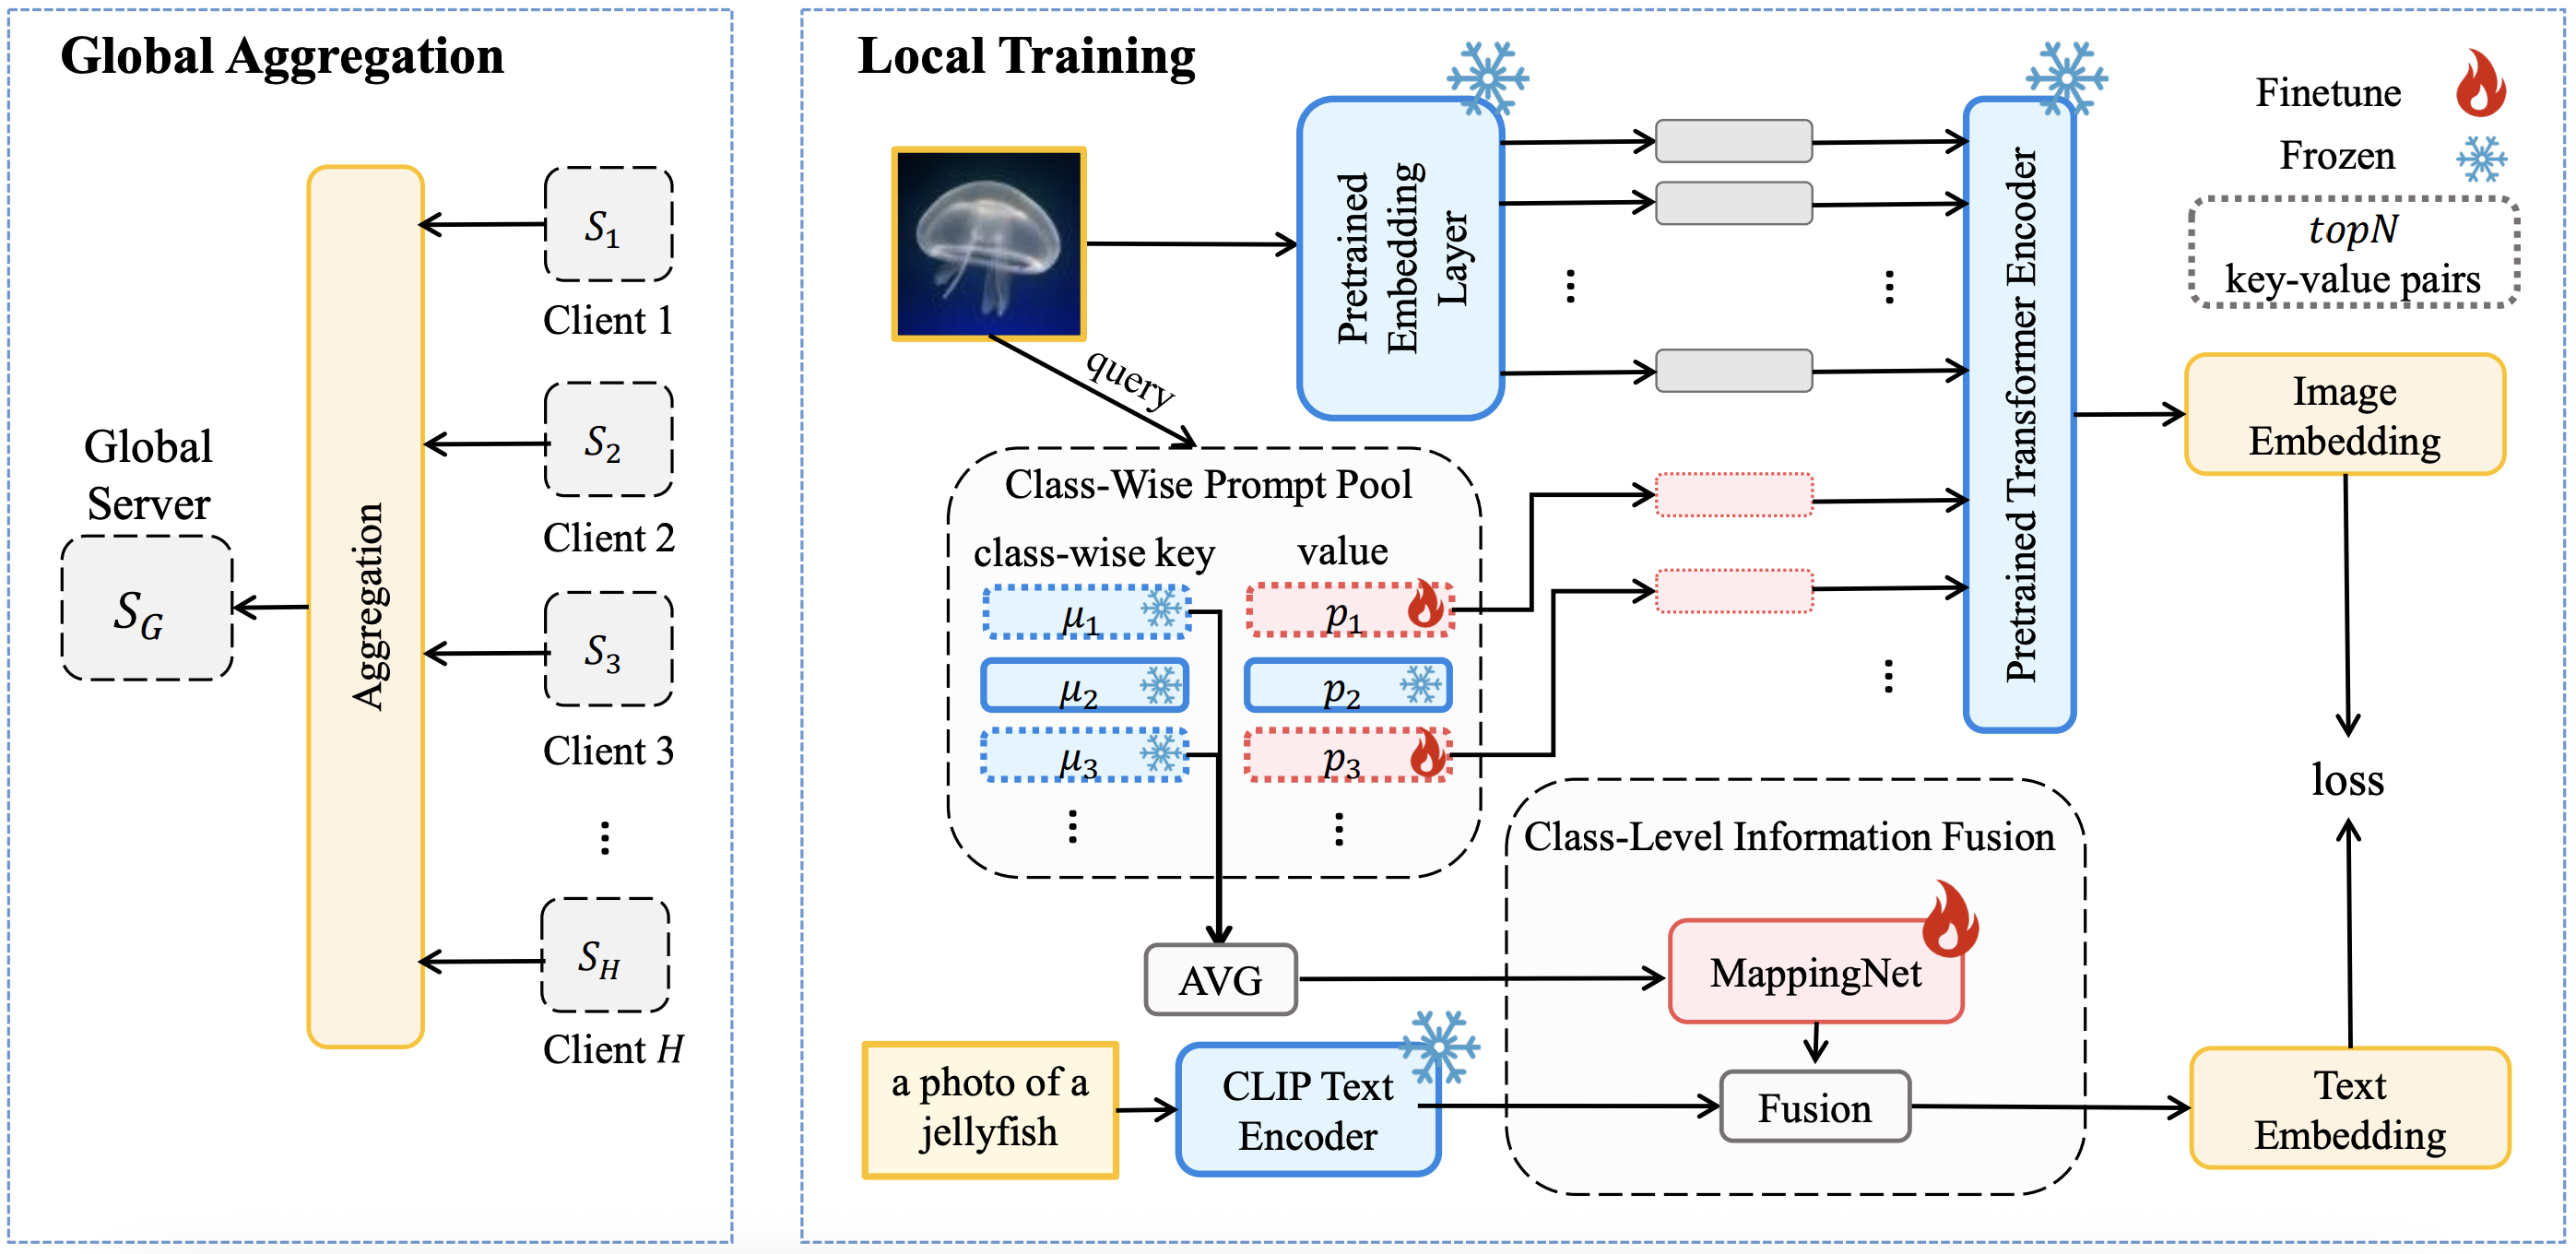 Global Aggregation
Global
Server
S_G
Aggregation
S_1
Client 1
S_2
Client 2
S_3
Client 3
⋮
S_H
Client H
Local Training
Pretrained
Embedding
Layer
Pretrained Transformer Encoder
Finetune
Frozen
topN
key-value pairs
query
Image
Embedding
Class-Wise Prompt Pool
class-wise key
value
μ_1
p_1
μ_2
p_2
μ_3
p_3
⋮
⋮
loss
Class-Level Information Fusion
AVG
MappingNet
a photo of a
jellyfish
CLIP Text
Encoder
Fusion
Text
Embedding